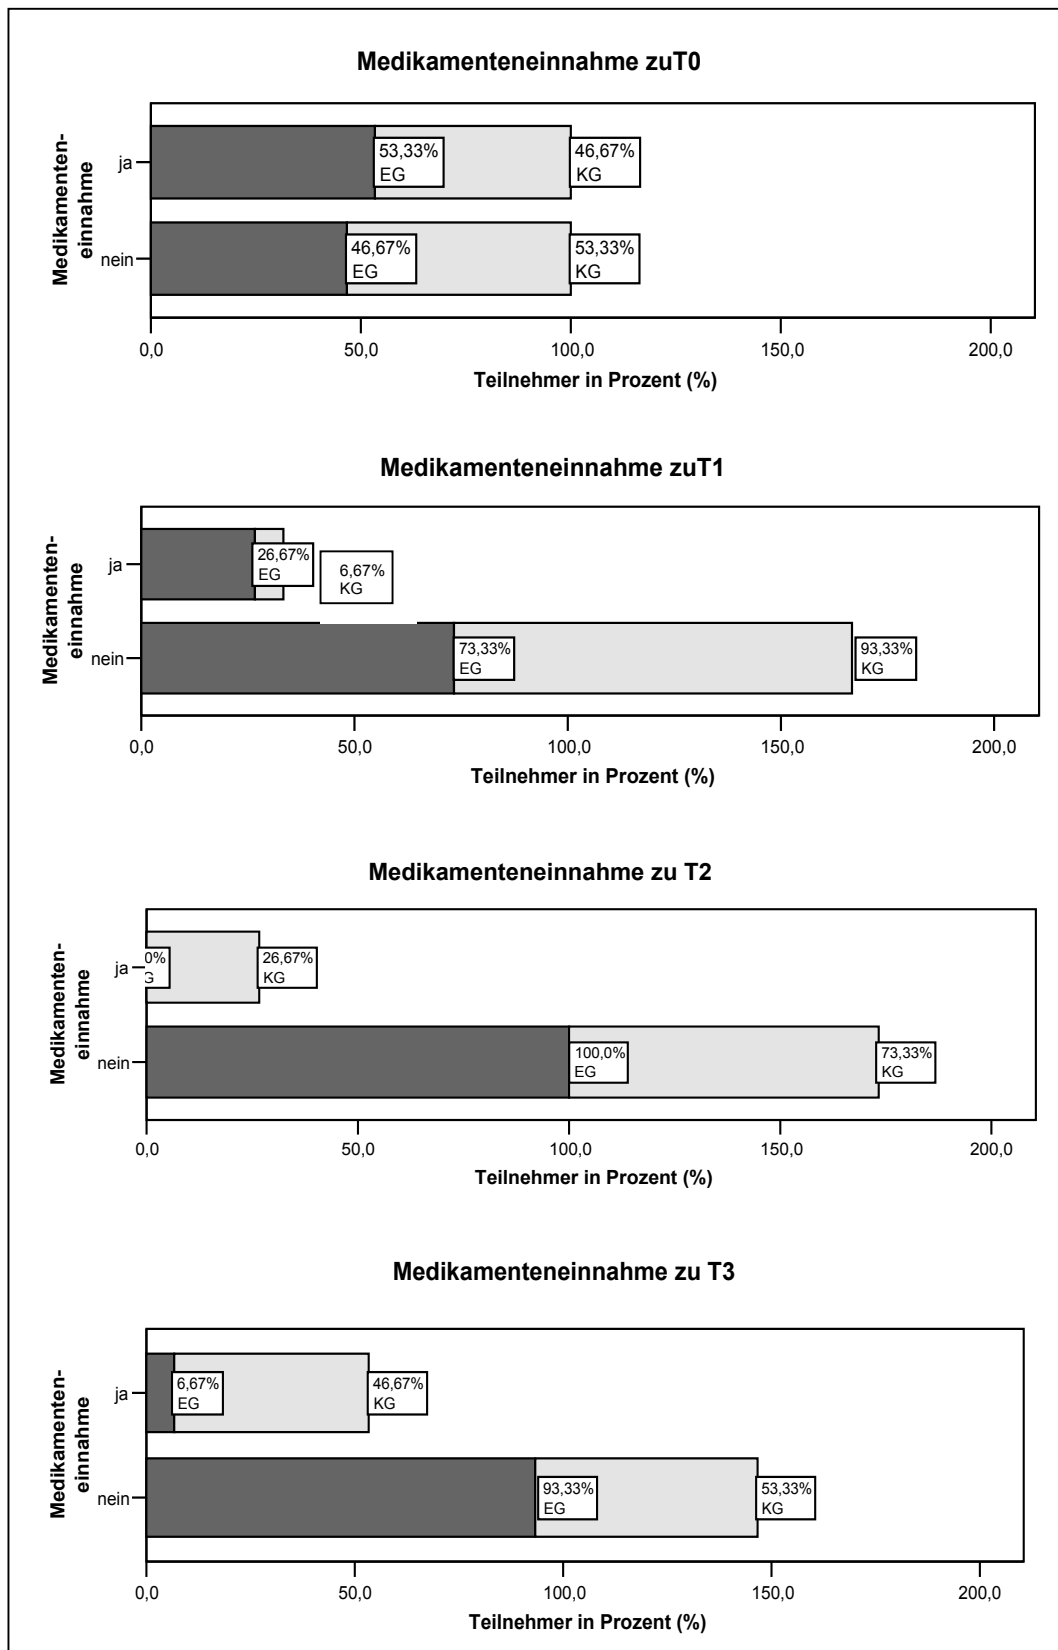 Medikamenteneinnahme zuT0
Medikamenten-
einnahme
ja
53,33%
EG
46,67%
KG
nein
46,67%
EG
53,33%
KG
0,0
50,0
100,0
150,0
200,0
Teilnehmer in Prozent (%)
Medikamenteneinnahme zuT1
Medikamenten-
einnahme
ja
26,67%
EG
6,67%
KG
nein
73,33%
EG
93,33%
KG
0,0
50,0
100,0
150,0
200,0
Teilnehmer in Prozent (%)
Medikamenteneinnahme zu T2
Medikamenten-
einnahme
ja
0%
26,67%
KG
nein
100,0%
EG
73,33%
KG
0,0
50,0
100,0
150,0
200,0
Teilnehmer in Prozent (%)
Medikamenteneinnahme zu T3
Medikamenten-
einnahme
ja
6,67%
EG
46,67%
KG
nein
93,33%
EG
53,33%
KG
0,0
50,0
100,0
150,0
200,0
Teilnehmer in Prozent (%)